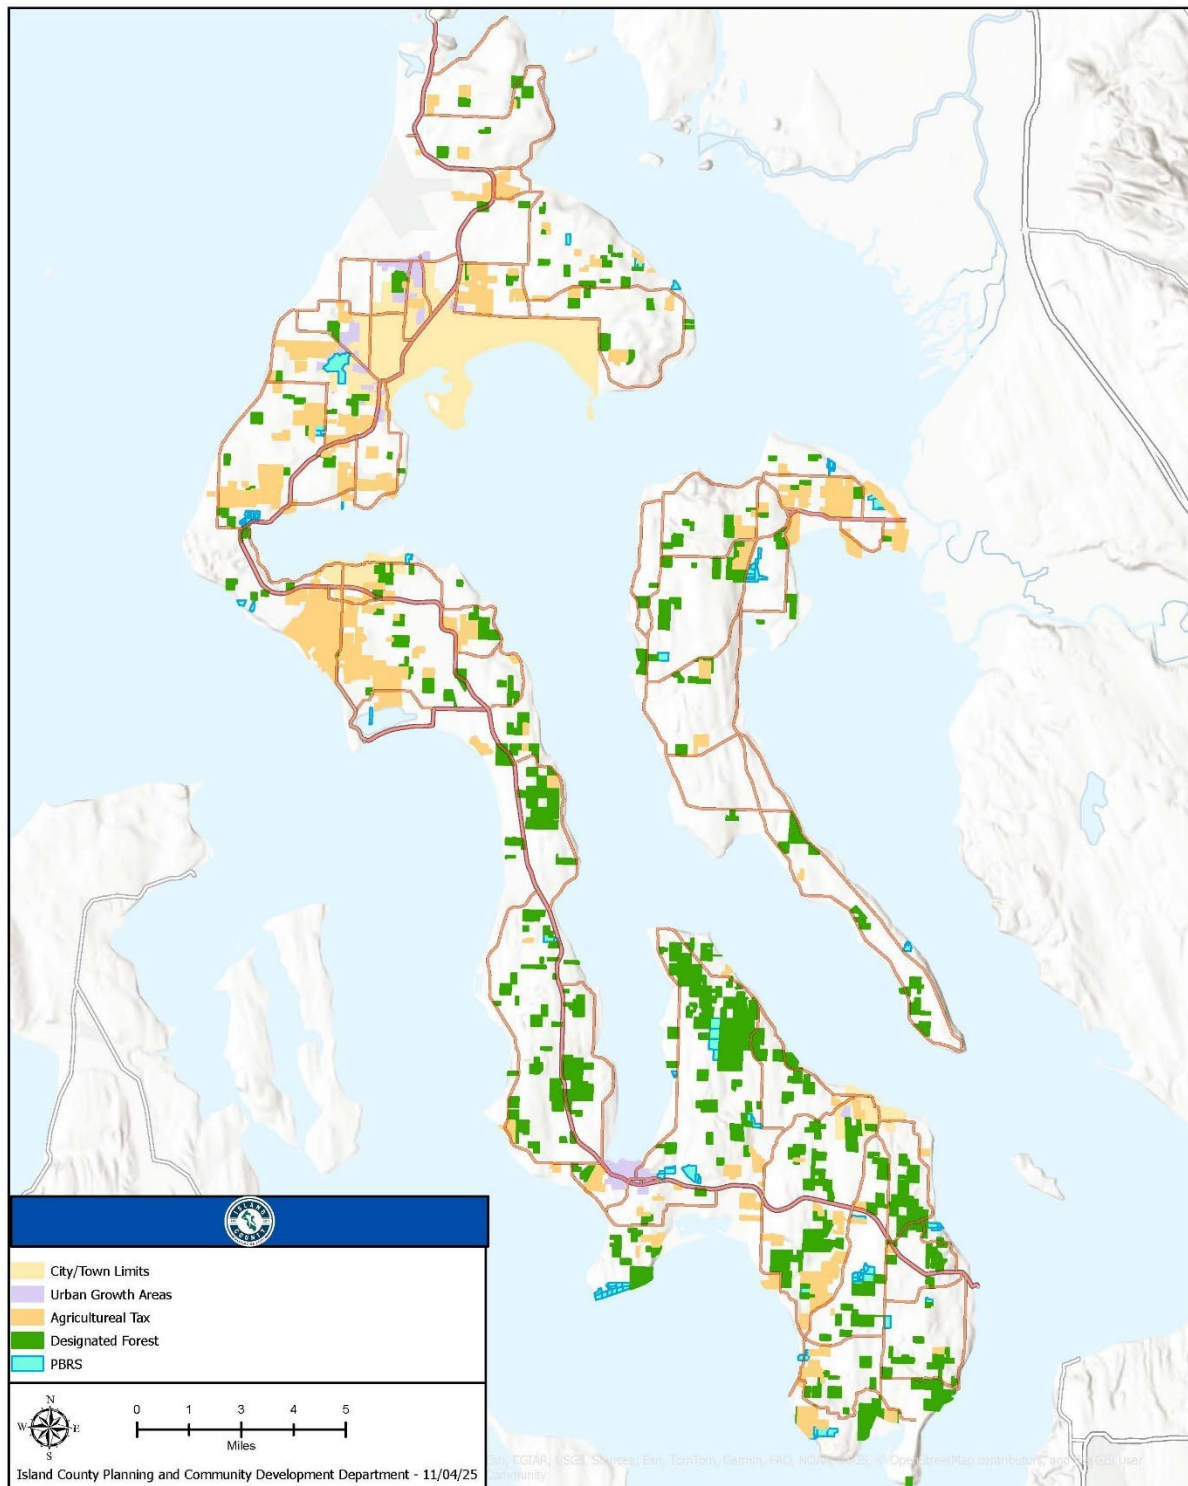 ISLAND
COUNTY
City/Town Limits
Urban Growth Areas
Agricultureal Tax
Designated Forest
PBRS
N
W E
S
0 1 3 4 5
Miles
Island County Planning and Community Development Department - 11/04/25
Esri, CGIAR, USGS, Sources: Esri, TomTom, Garmin, FAO, NOAA, USGS, © OpenStreetMap contributors, and the GIS User
Community